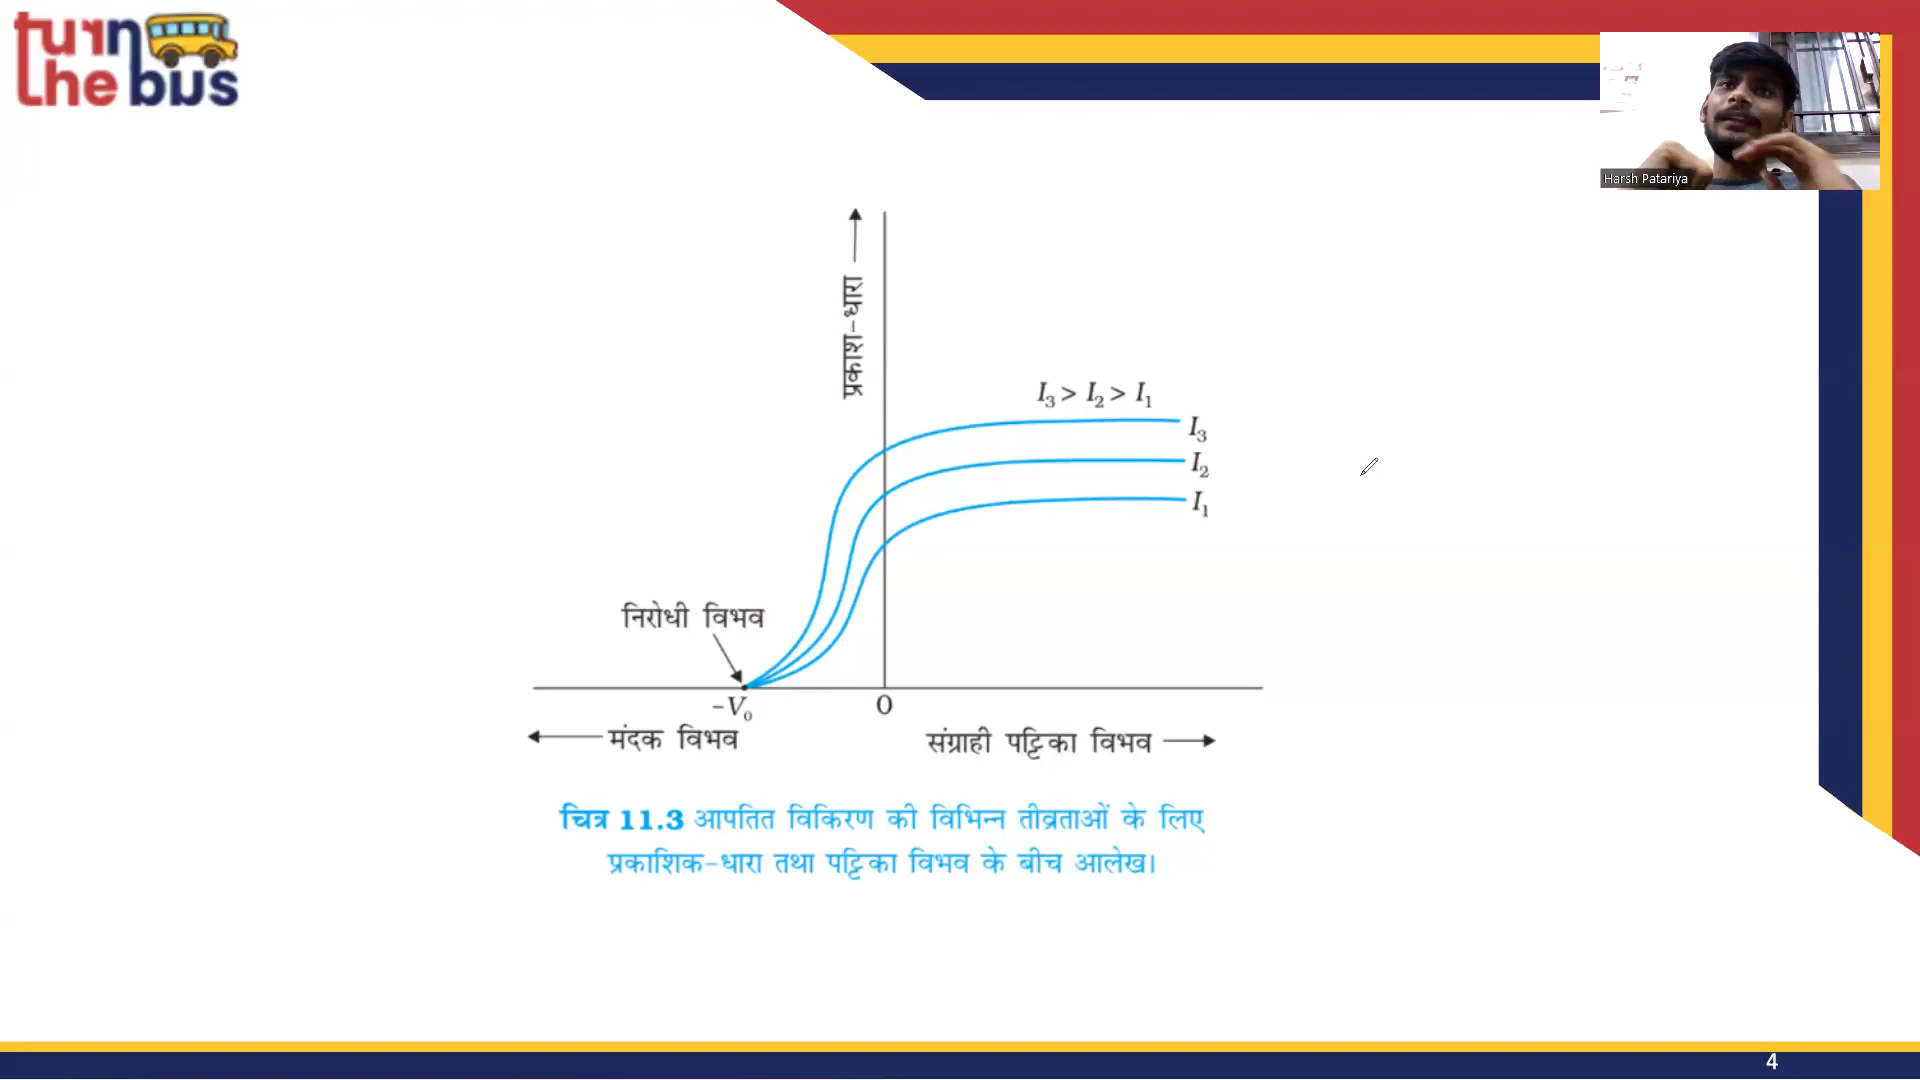 turn
the bus
Harsh Patariya
प्रकाश-धारा
I₃ > I₂ > I₁
I₃
I₂
I₁
निरोधी विभव
–V₀
0
मंदक विभव
संग्राही पट्टिका विभव
चित्र 11.3 आपतित विकिरण की विभिन्न तीव्रताओं के लिए
प्रकाशिक-धारा तथा पट्टिका विभव के बीच आलेख।
4